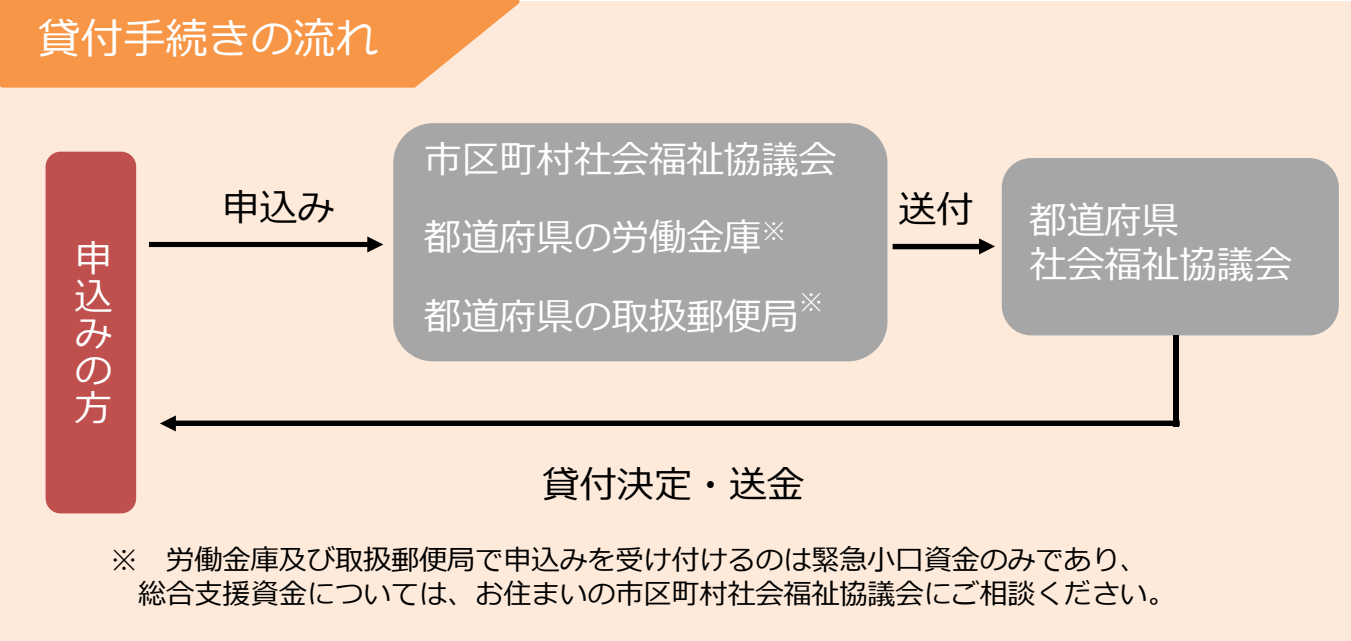 貸付手続きの流れ
申込みの方
申込み
市区町村社会福祉協議会
都道府県の労働金庫※
都道府県の取扱郵便局※
送付
都道府県
社会福祉協議会
貸付決定・送金
※　労働金庫及び取扱郵便局で申込みを受け付けるのは緊急小口資金のみであり、
総合支援資金については、お住まいの市区町村社会福祉協議会にご相談ください。